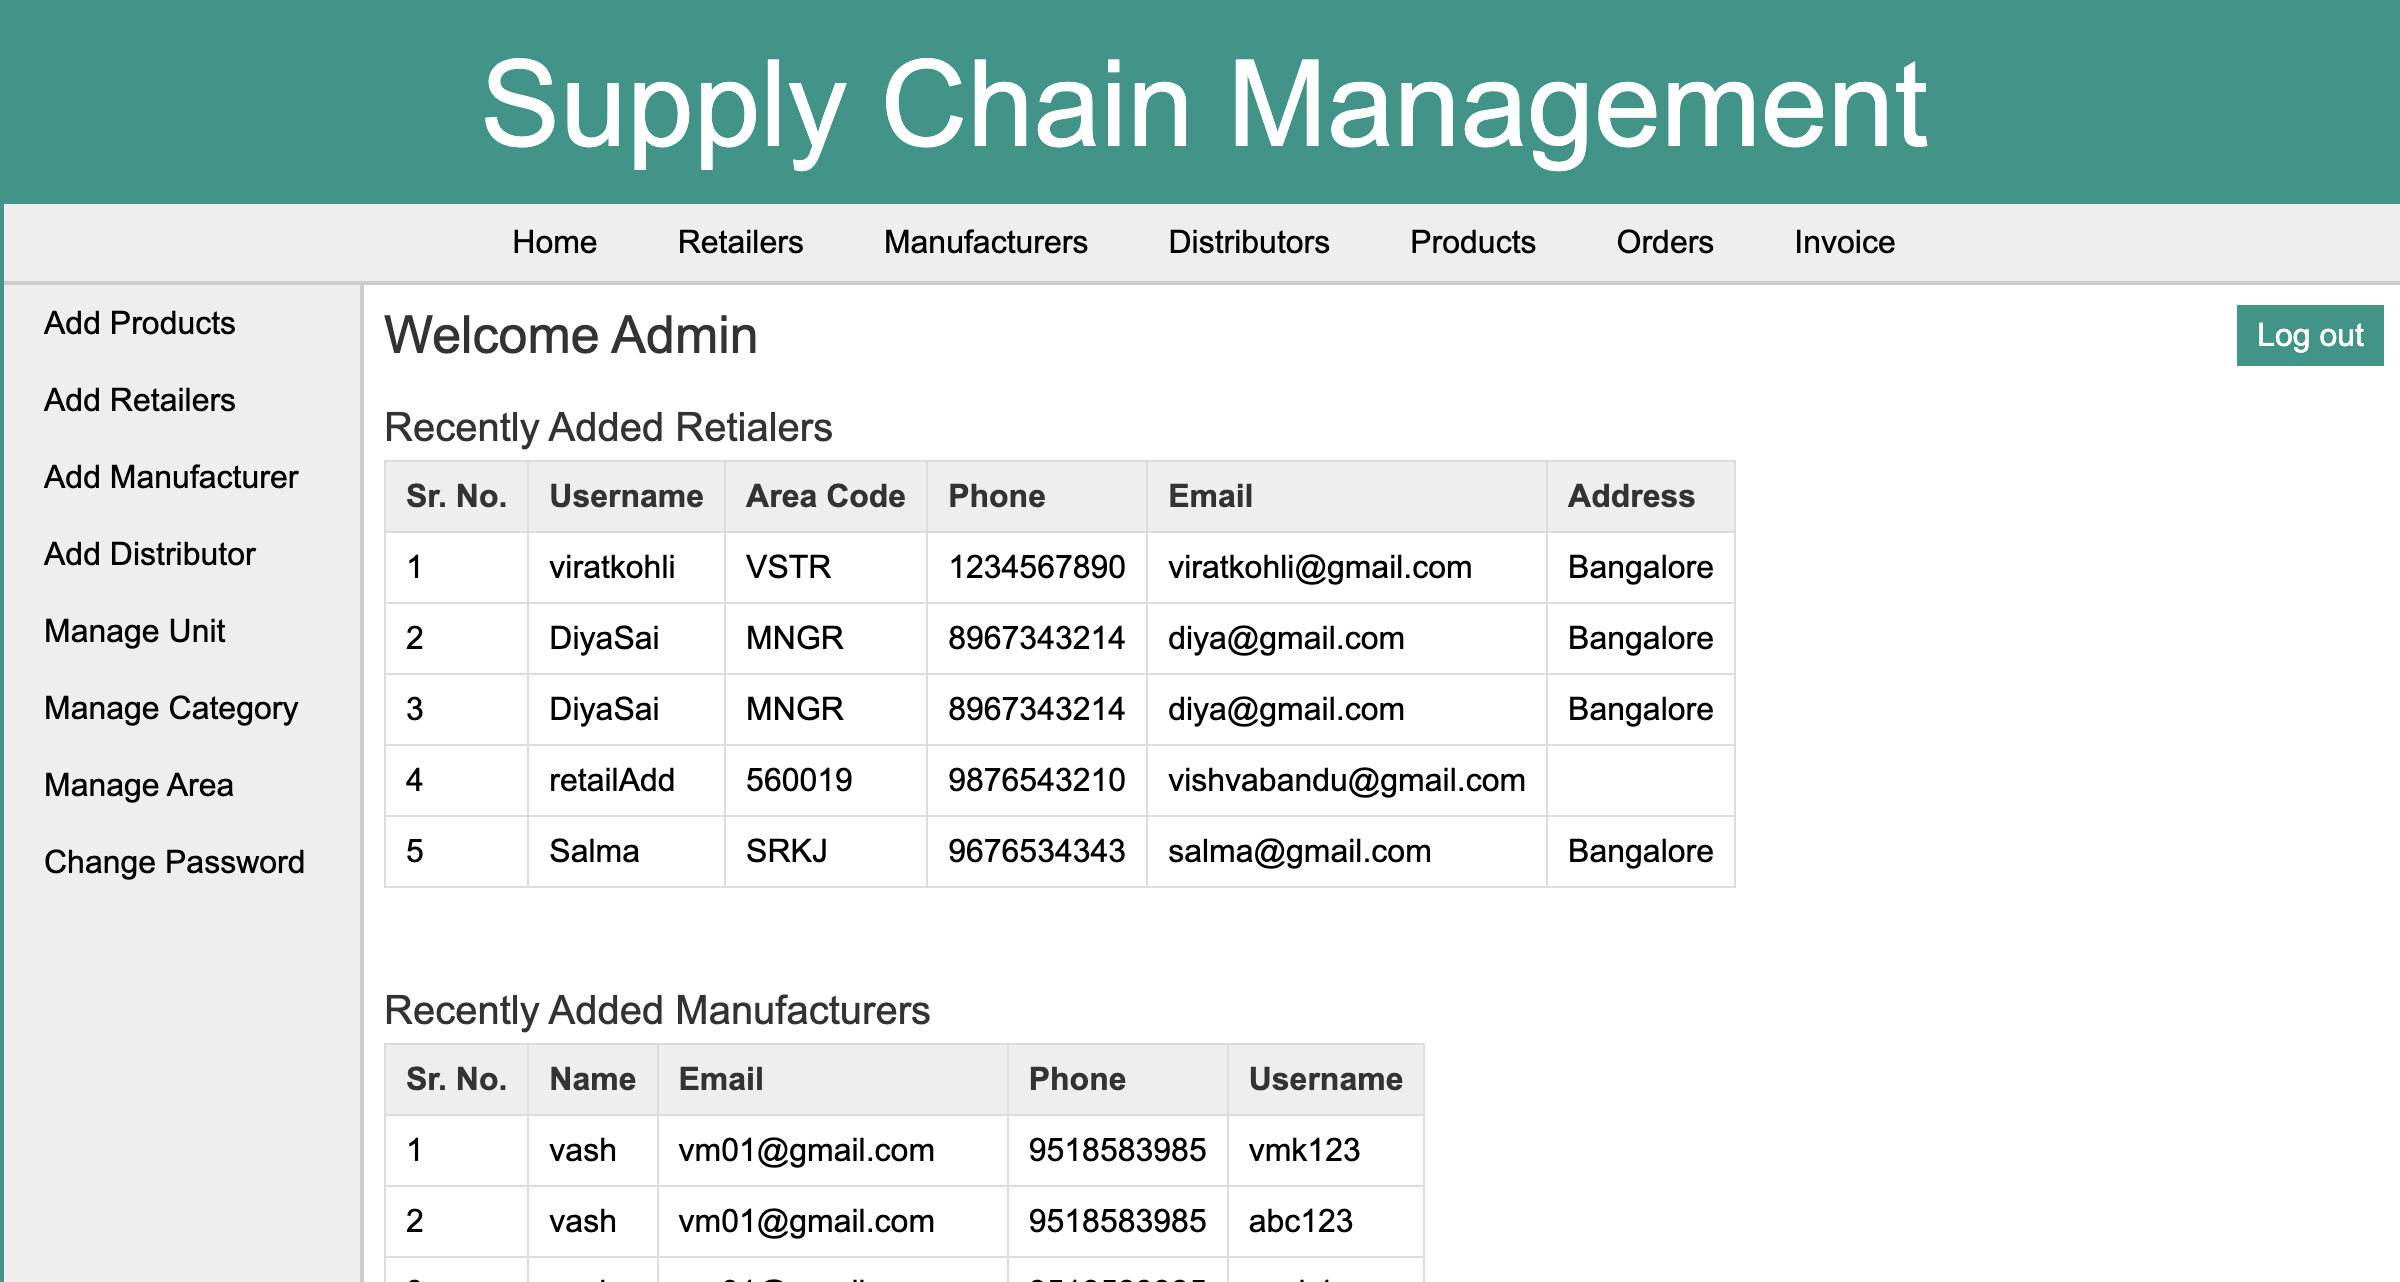 Supply Chain Management
Home Retailers Manufacturers Distributors Products Orders Invoice
Add Products
Add Retailers
Add Manufacturer
Add Distributor
Manage Unit
Manage Category
Manage Area
Change Password
Welcome Admin
Log out
Recently Added Retialers
Sr. No. Username Area Code Phone Email Address
1 viratkohli VSTR 1234567890 viratkohli@gmail.com Bangalore
2 DiyaSai MNGR 8967343214 diya@gmail.com Bangalore
3 DiyaSai MNGR 8967343214 diya@gmail.com Bangalore
4 retailAdd 560019 9876543210 vishvabandu@gmail.com
5 Salma SRKJ 9676534343 salma@gmail.com Bangalore
Recently Added Manufacturers
Sr. No. Name Email Phone Username
1 vash vm01@gmail.com 9518583985 vmk123
2 vash vm01@gmail.com 9518583985 abc123